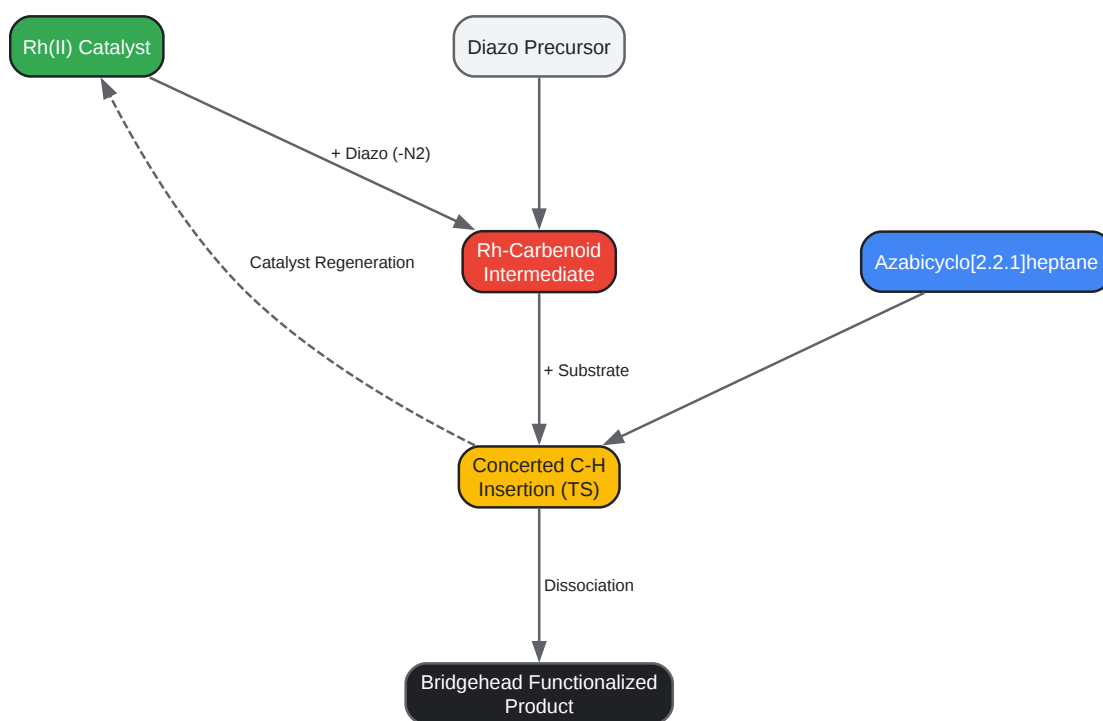 Rh(II) Catalyst
Diazo Precursor
+ Diazo (-N2)
Rh-Carbenoid
Intermediate
Azabicyclo[2.2.1]heptane
Catalyst Regeneration
+ Substrate
Concerted C-H
Insertion (TS)
Dissociation
Bridgehead Functionalized
Product